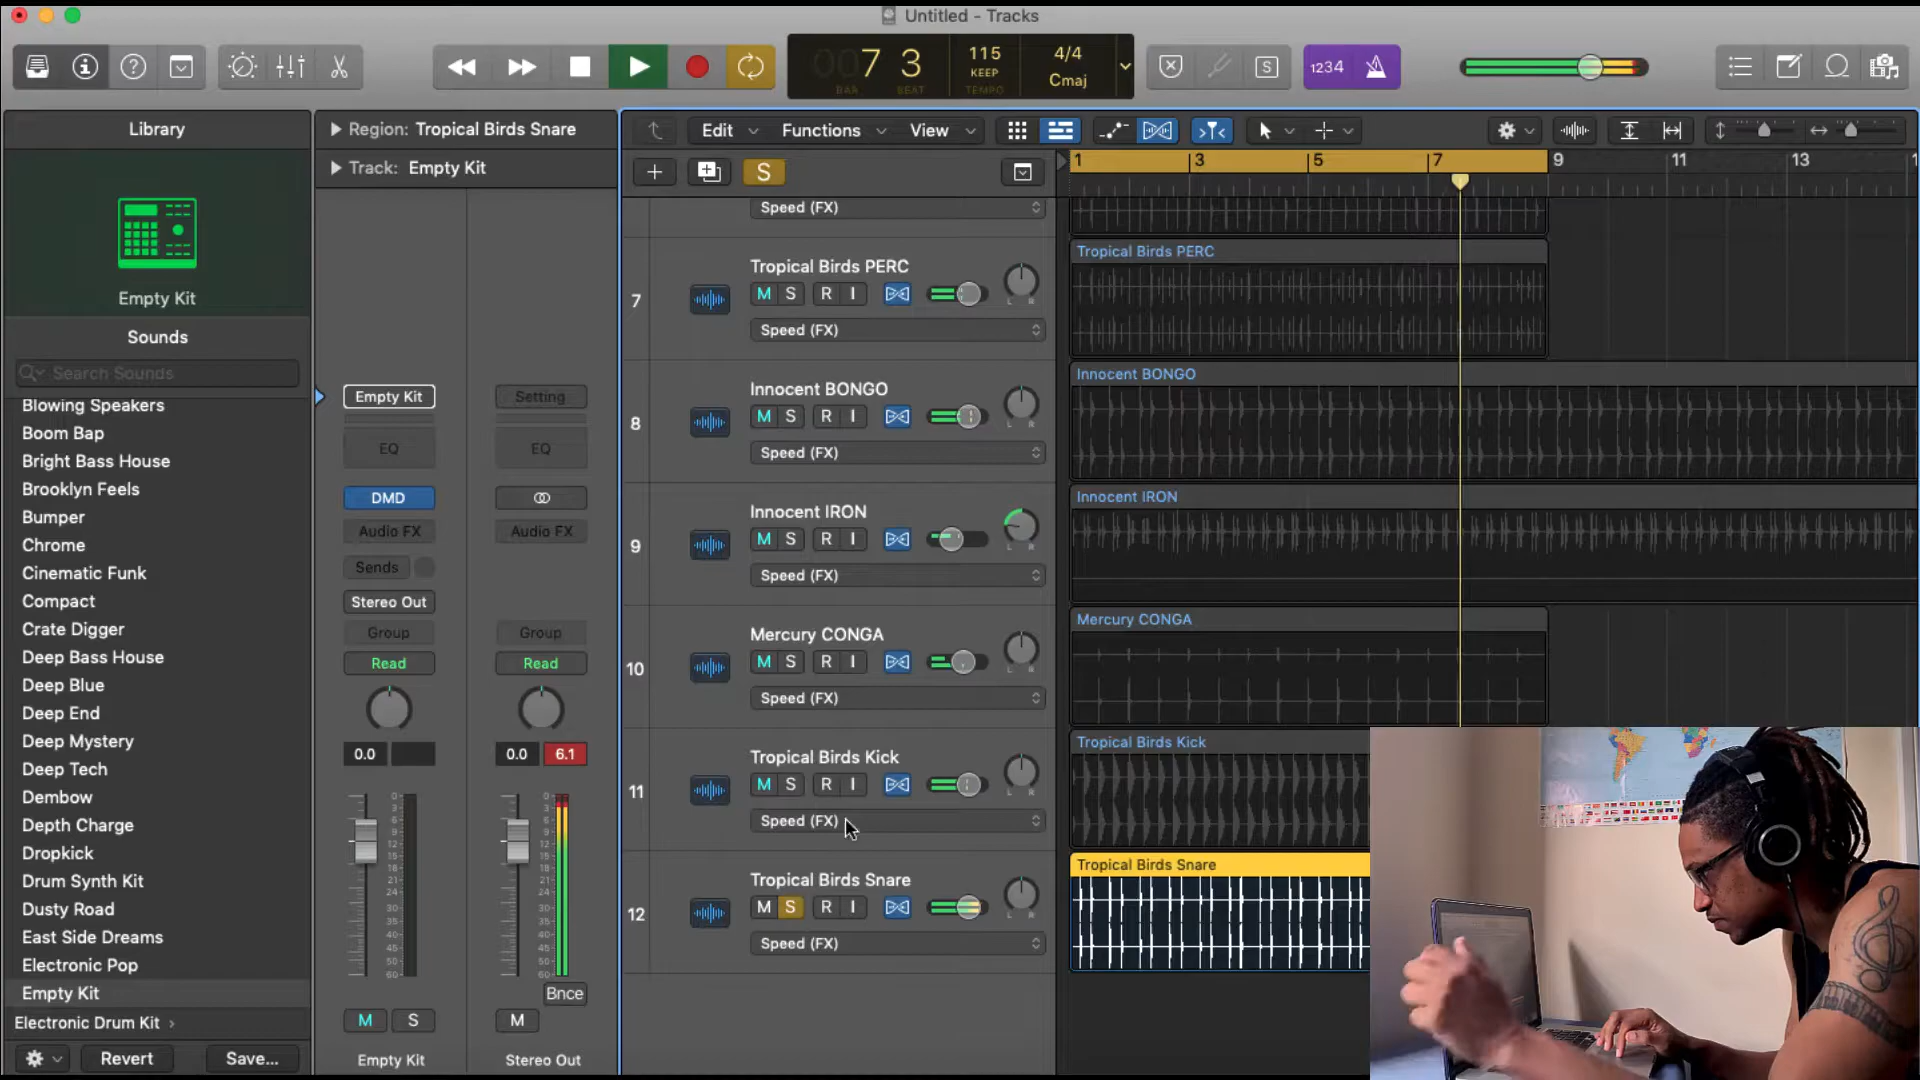 Untitled - Tracks
7 3
BAR BEAT
115
KEEP
TEMPO
4/4
Cmaj
S
1234
Library
Region: Tropical Birds Snare
Track: Empty Kit
Edit Functions View
S
1 3 5 7 9 11 13
Empty Kit
Sounds
Search Sounds
Blowing Speakers
Boom Bap
Bright Bass House
Brooklyn Feels
Bumper
Chrome
Cinematic Funk
Compact
Crate Digger
Deep Bass House
Deep Blue
Deep End
Deep Mystery
Deep Tech
Dembow
Depth Charge
Dropkick
Drum Synth Kit
Dusty Road
East Side Dreams
Electronic Pop
Empty Kit
Electronic Drum Kit
Revert Save...
Empty Kit
EQ
DMD
Audio FX
Sends
Stereo Out
Group
Read
0.0
M S
Empty Kit
Setting
EQ
Audio FX
Group
Read
0.0 6.1
Bnce
M
Stereo Out
Speed (FX)
7
Tropical Birds PERC
M S R I
L R
Speed (FX)
8
Innocent BONGO
M S R I
L R
Speed (FX)
9
Innocent IRON
M S R I
L R
Speed (FX)
10
Mercury CONGA
M S R I
L R
Speed (FX)
11
Tropical Birds Kick
M S R I
L R
Speed (FX)
12
Tropical Birds Snare
M S R I
L R
Speed (FX)
Tropical Birds PERC
Innocent BONGO
Innocent IRON
Mercury CONGA
Tropical Birds Kick
Tropical Birds Snare